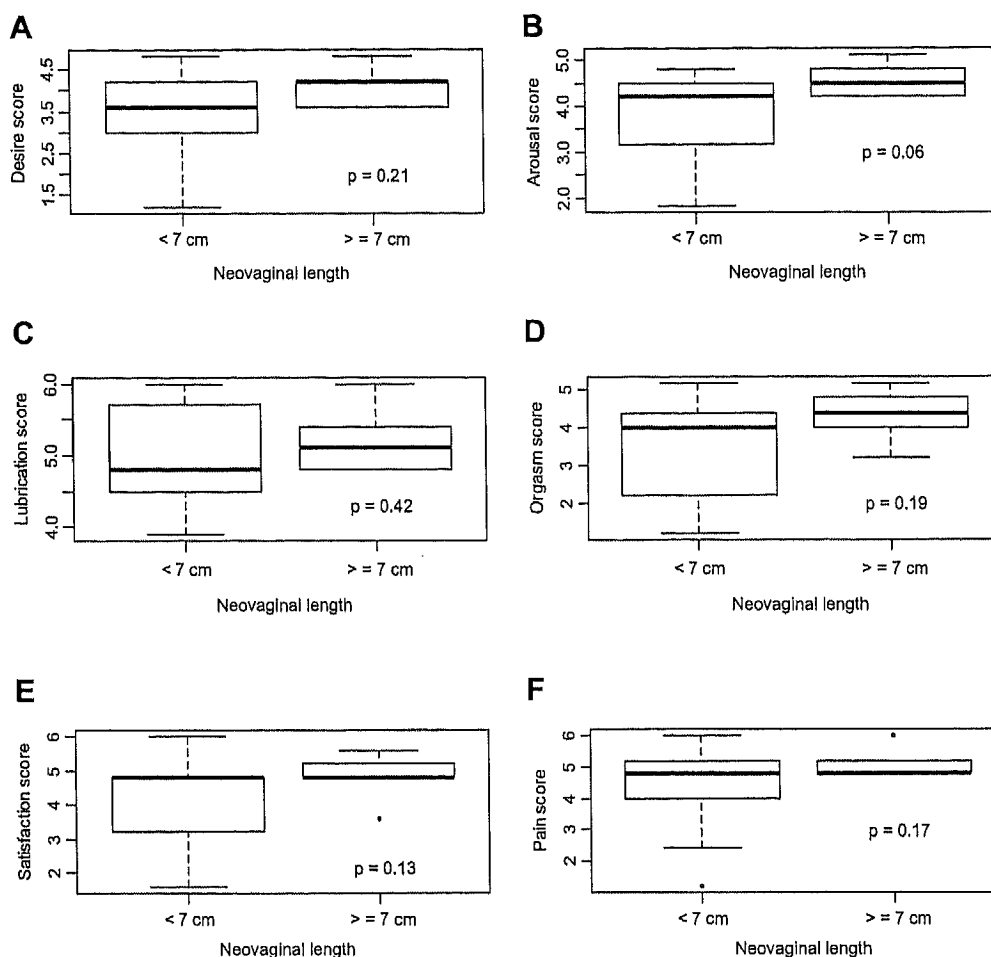 A
Desire score
4.5
3.5
2.5
1.5
p = 0.21
< 7 cm
> = 7 cm
Neovaginal length
B
Arousal score
5.0
4.0
3.0
2.0
p = 0.06
< 7 cm
> = 7 cm
Neovaginal length
C
Lubrication score
6.0
5.0
4.0
p = 0.42
< 7 cm
> = 7 cm
Neovaginal length
D
Orgasm score
5
4
3
2
p = 0.19
< 7 cm
> = 7 cm
Neovaginal length
E
Satisfaction score
6
5
4
3
2
p = 0.13
< 7 cm
> = 7 cm
Neovaginal length
F
Pain score
6
5
4
3
2
p = 0.17
< 7 cm
> = 7 cm
Neovaginal length